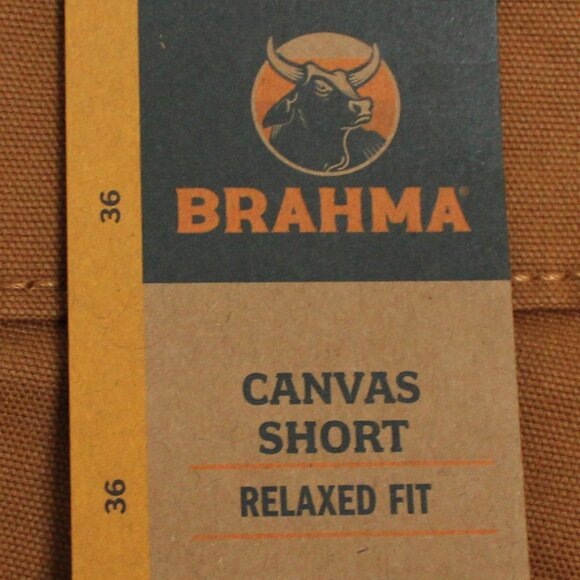 36
BRAHMA®
CANVAS
SHORT
RELAXED FIT
36